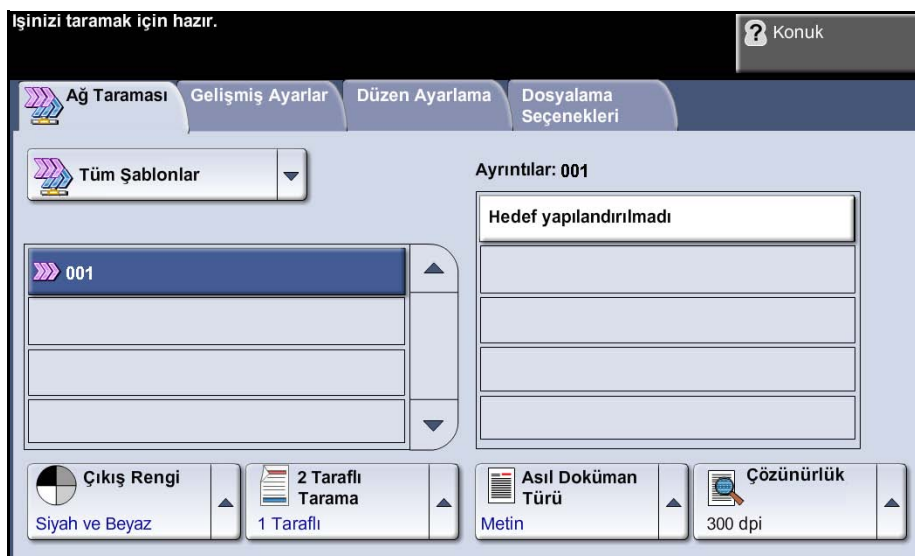 İşinizi taramak için hazır.
? Konuk
Ağ Taraması
Gelişmiş Ayarlar
Düzen Ayarlama
Dosyalama
Seçenekleri
Tüm Şablonlar
Ayrıntılar: 001
Hedef yapılandırılmadı
001
Çıkış Rengi
Siyah ve Beyaz
2 Taraflı
Tarama
1 Taraflı
Asıl Doküman
Türü
Metin
Çözünürlük
300 dpi